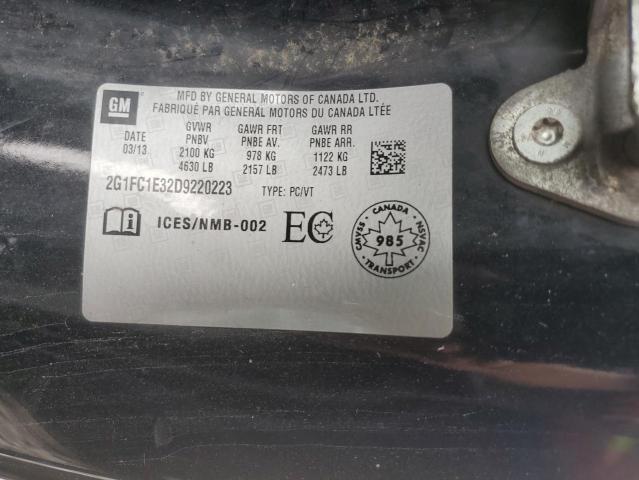 GM
MFD BY GENERAL MOTORS OF CANADA LTD.
FABRIQUÉ PAR GENERAL MOTORS DU CANADA LTÉE
DATE GVWR GAWR FRT GAWR RR
03/13 PNBV PNBE AV. PNBE ARR.
2100 KG 978 KG 1122 KG
4630 LB 2157 LB 2473 LB
2G1FC1E32D9220223 TYPE: PC/VT
ICES/NMB-002 EC
CANADA
CMVSS 985 NSVAC
TRANSPORT